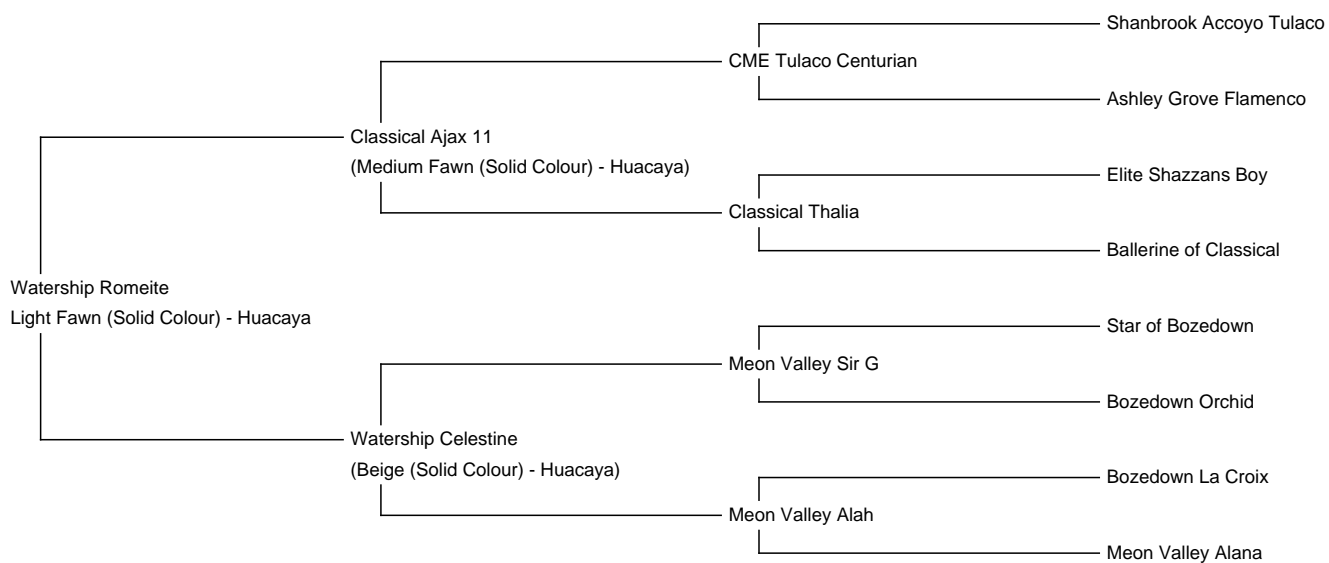 Shanbrook Accoyo Tulaco
CME Tulaco Centurian
Ashley Grove Flamenco
Classical Ajax 11
(Medium Fawn (Solid Colour) - Huacaya)
Elite Shazzans Boy
Classical Thalia
Ballerine of Classical
Watership Romeite
Light Fawn (Solid Colour) - Huacaya
Star of Bozedown
Meon Valley Sir G
Bozedown Orchid
Watership Celestine
(Beige (Solid Colour) - Huacaya)
Bozedown La Croix
Meon Valley Alah
Meon Valley Alana